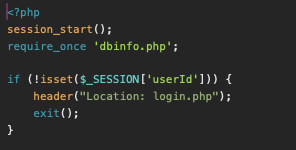 <?php
session_start();
require_once 'dbinfo.php';
if (!isset($_SESSION['userId'])) {
header("Location: login.php");
exit();
}